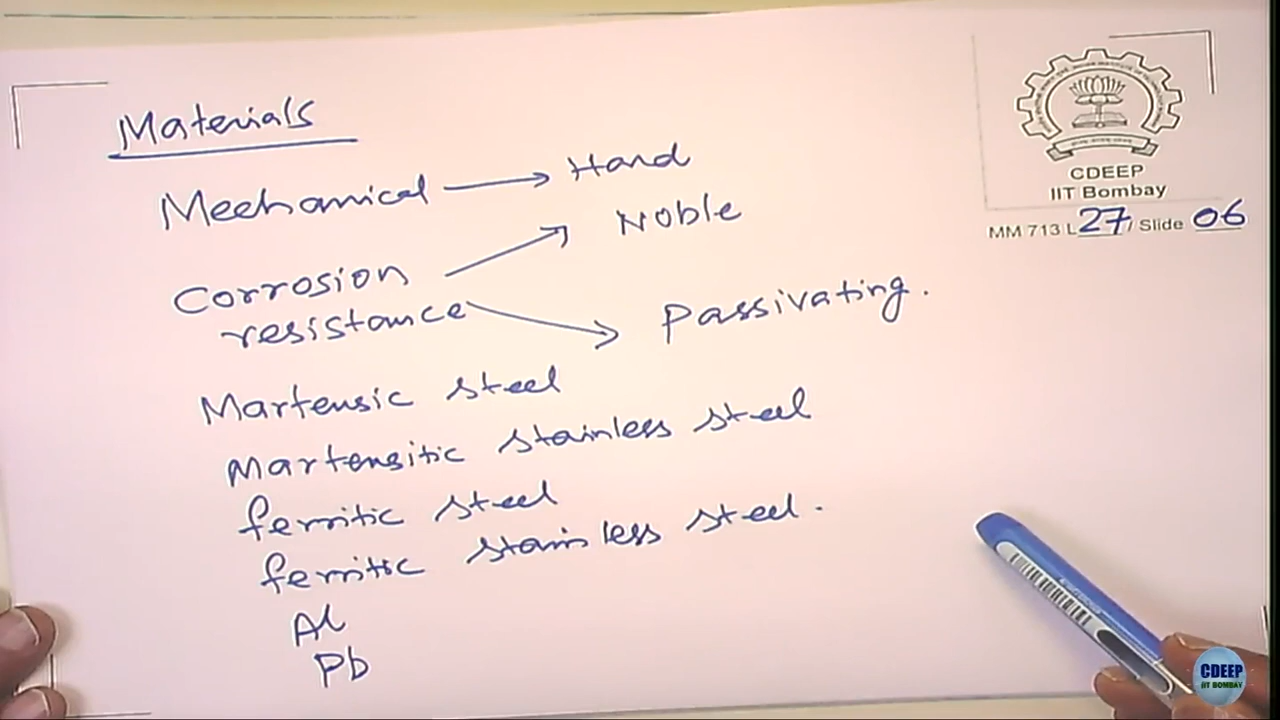 Materials
Mechanical → Hard
Noble
Corrosion
resistance
Passivating.
Martensic steel
Martensitic stainless steel
ferritic steel
ferritic stainless steel.
Al
Pb
CDEEP
IIT Bombay
MM 713 L 27 / Slide 06
CDEEP
IIT BOMBAY